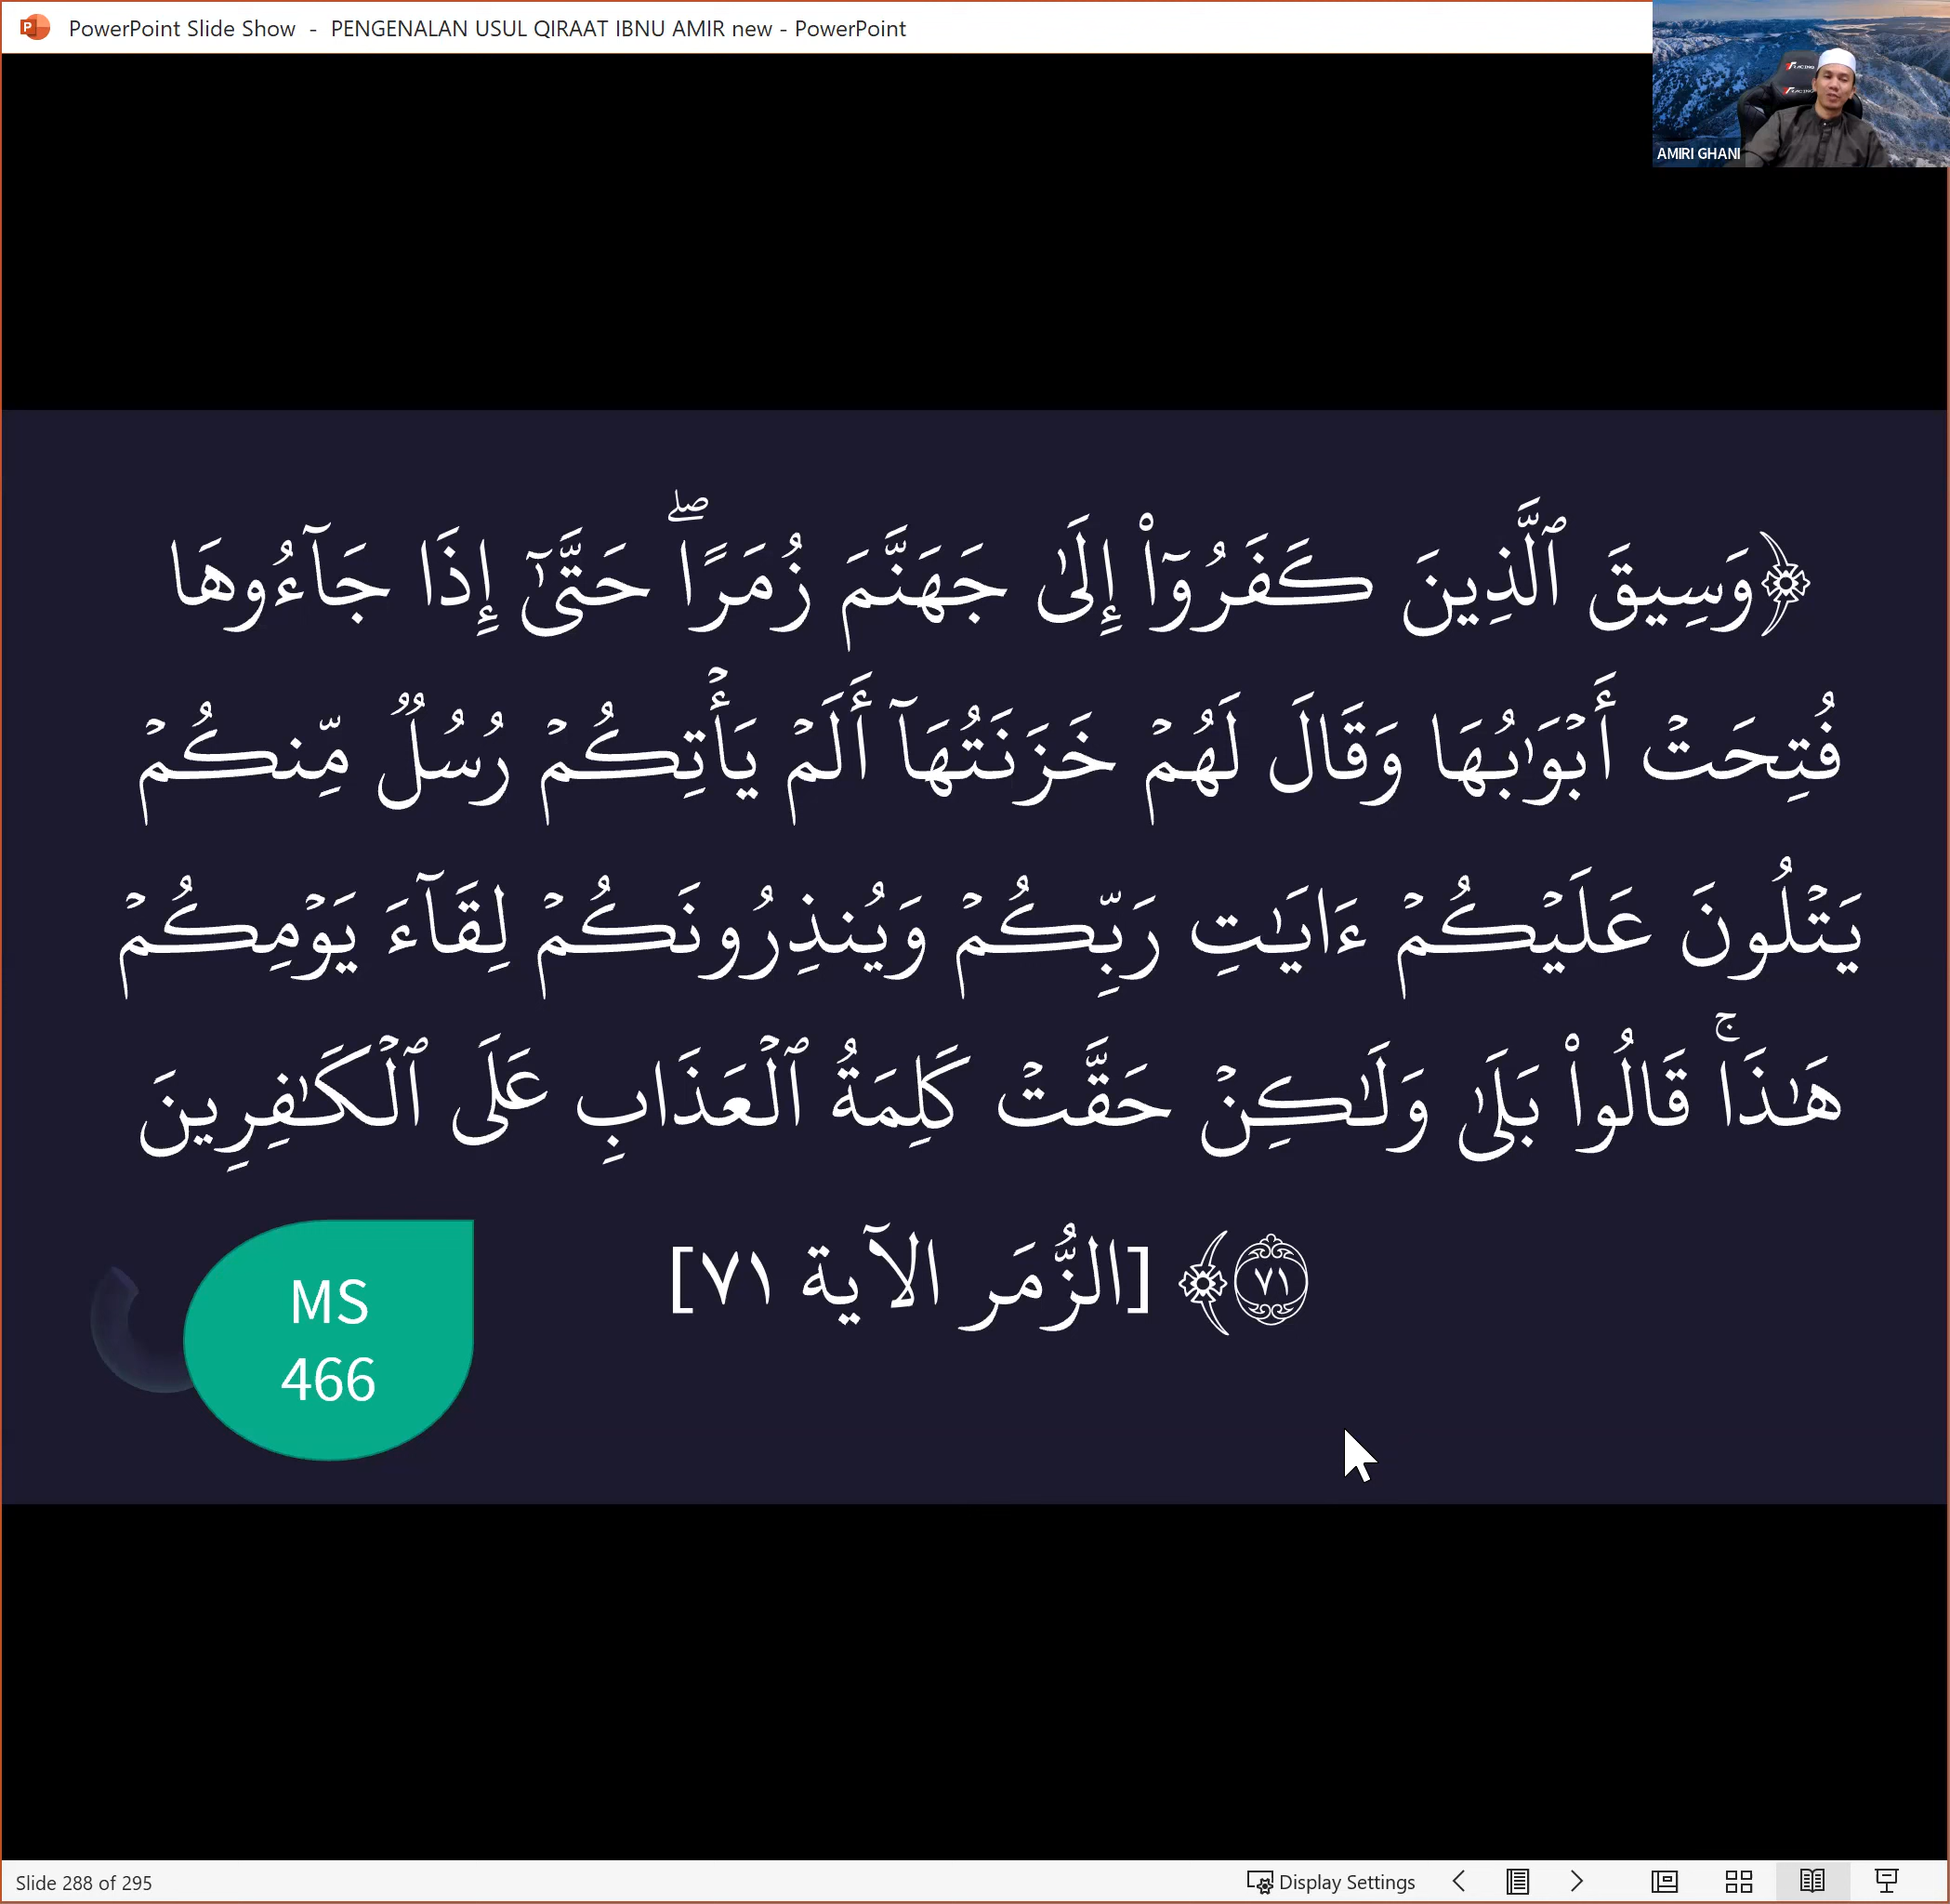 PowerPoint Slide Show - PENGENALAN USUL QIRAAT IBNU AMIR new - PowerPoint
AMIRI GHANI
﴿وَسِيقَ ٱلَّذِينَ كَفَرُوٓاْ إِلَىٰ جَهَنَّمَ زُمَرًاۖ حَتَّىٰٓ إِذَا جَآءُوهَا
فُتِحَتۡ أَبۡوَٰبُهَا وَقَالَ لَهُمۡ خَزَنَتُهَآ أَلَمۡ يَأۡتِكُمۡ رُسُلٞ مِّنكُمۡ
يَتۡلُونَ عَلَيۡكُمۡ ءَايَٰتِ رَبِّكُمۡ وَيُنذِرُونَكُمۡ لِقَآءَ يَوۡمِكُمۡ
هَٰذَاۚ قَالُواْ بَلَىٰ وَلَٰكِنۡ حَقَّتۡ كَلِمَةُ ٱلۡعَذَابِ عَلَى ٱلۡكَٰفِرِينَ
٧١﴾ [الزُّمَر الآية ٧١]
MS
466
Slide 288 of 295
Display Settings